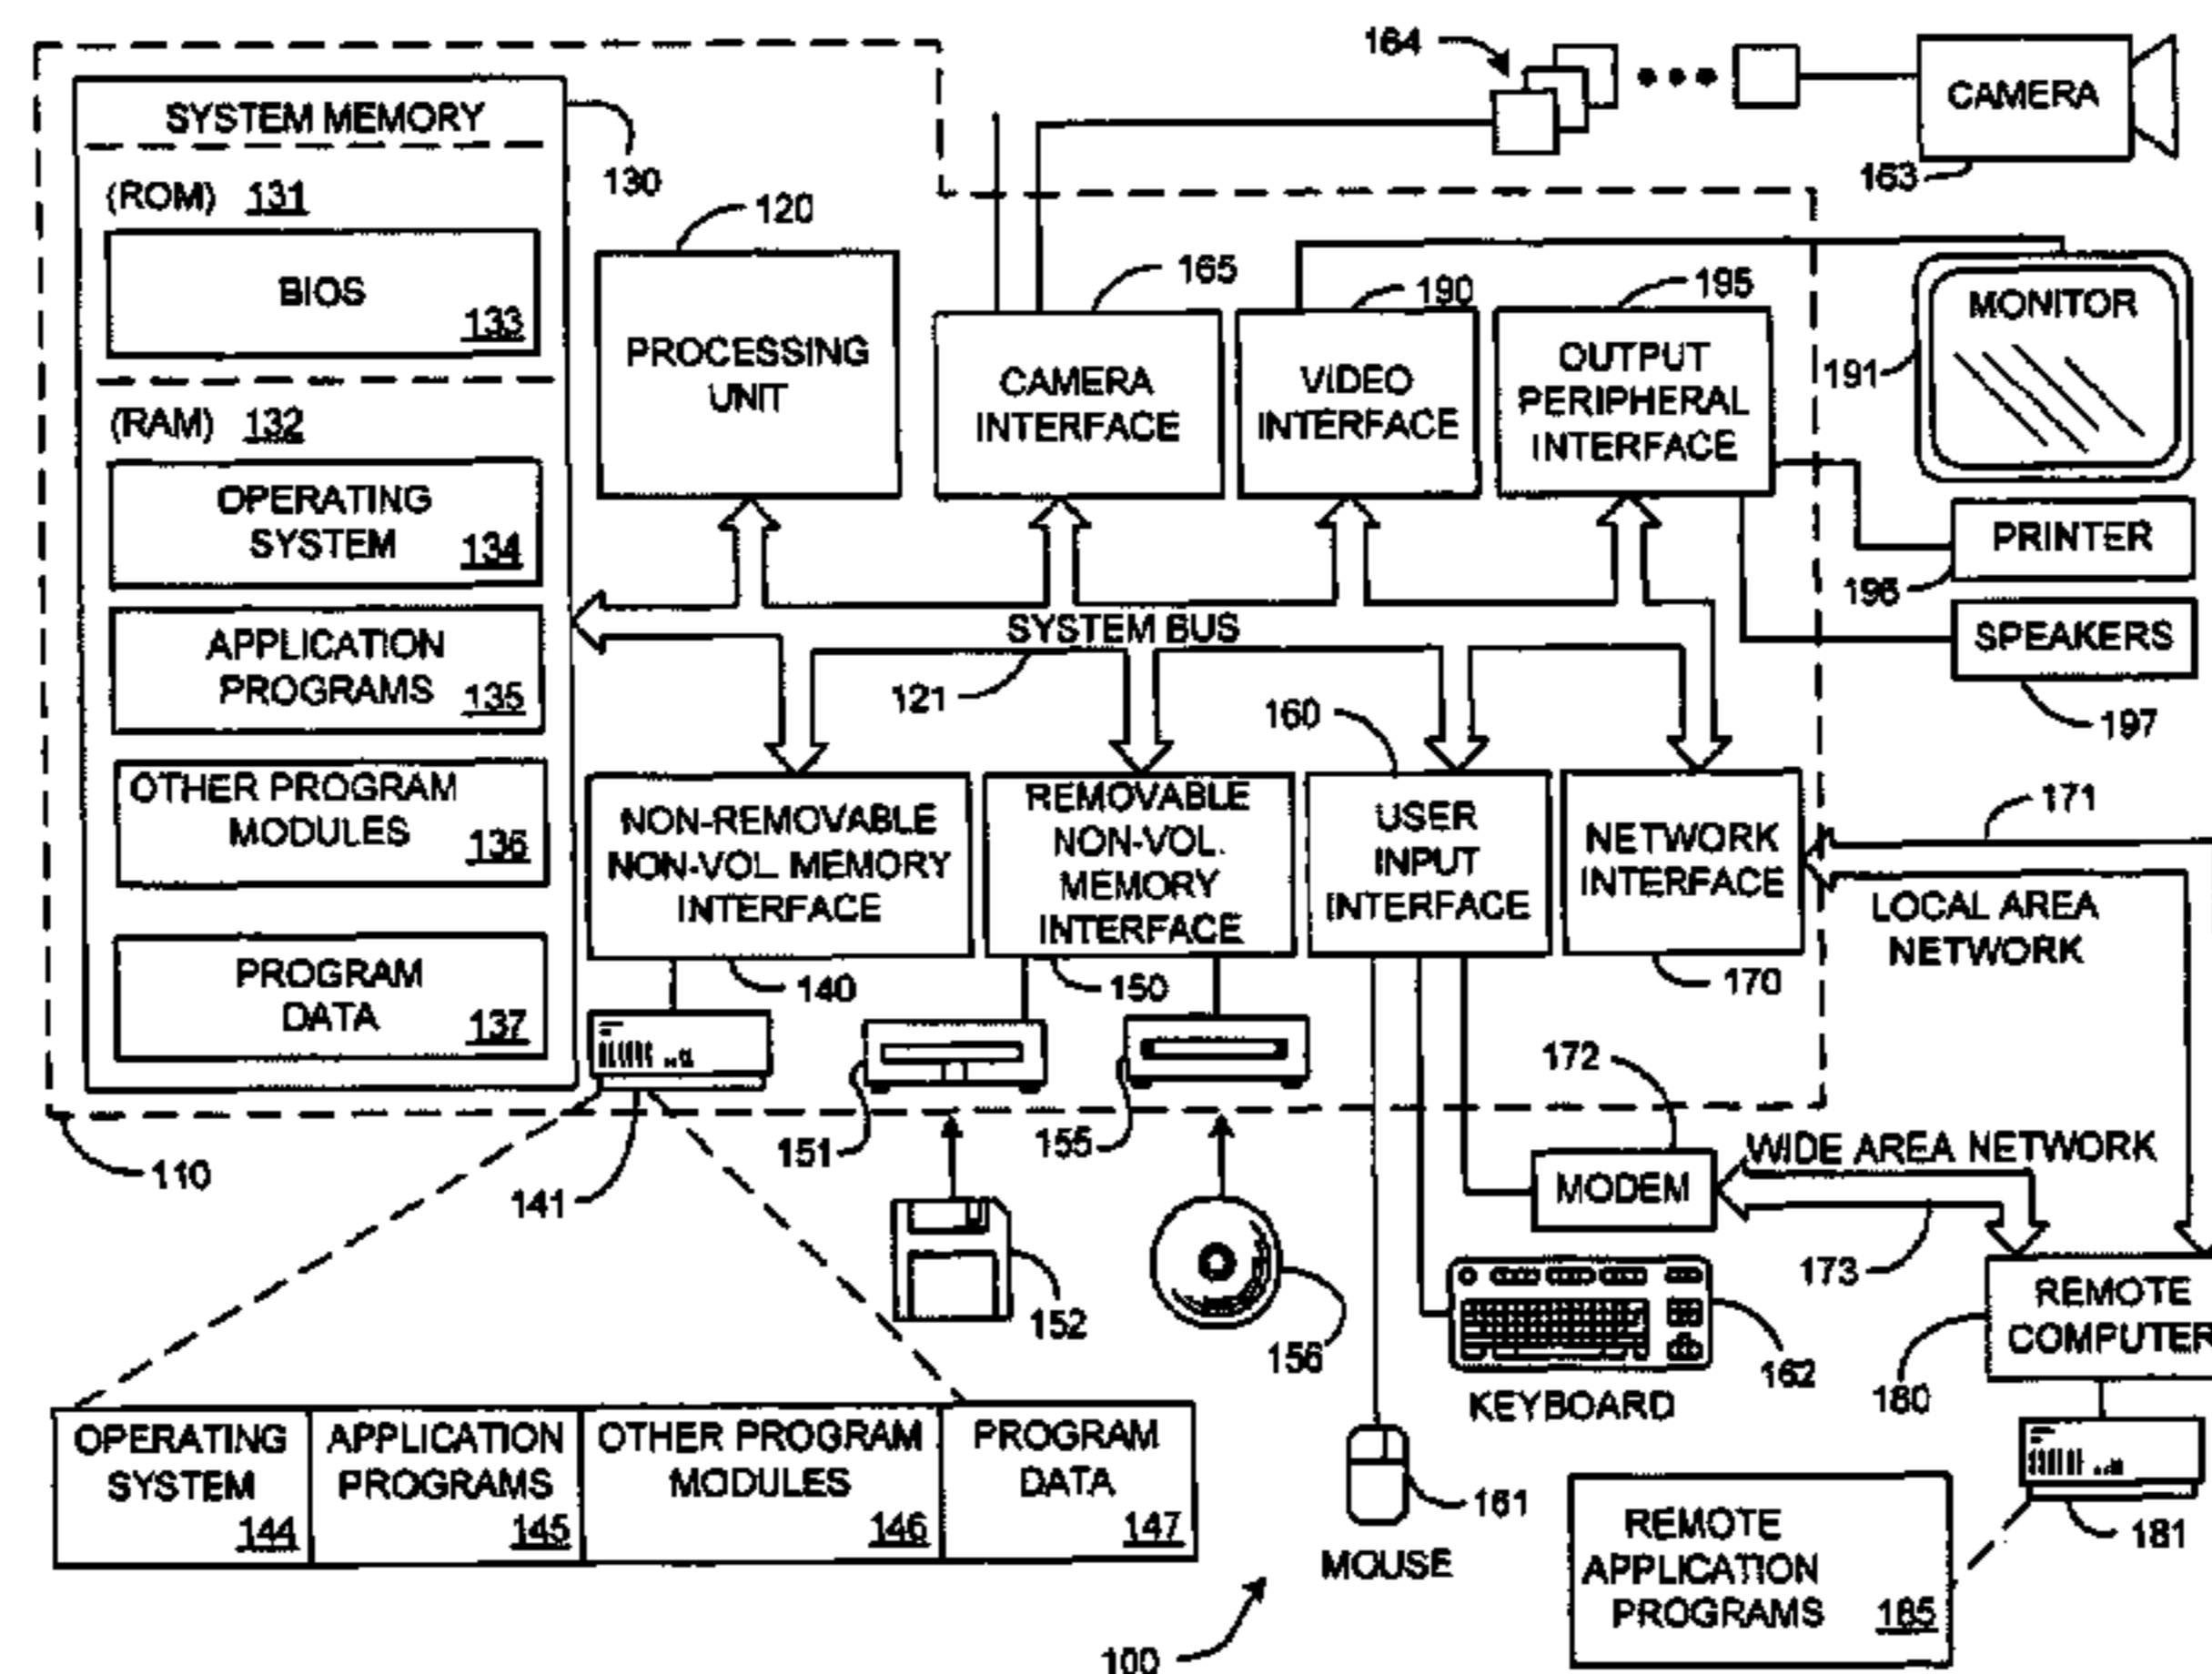 164
CAMERA
163
SYSTEM MEMORY
130
(ROM) 131
BIOS
133
(RAM) 132
OPERATING
SYSTEM 134
APPLICATION
PROGRAMS 135
OTHER PROGRAM
MODULES 136
PROGRAM
DATA 137
120
PROCESSING
UNIT
165
CAMERA
INTERFACE
190
VIDEO
INTERFACE
195
OUTPUT
PERIPHERAL
INTERFACE
MONITOR
191
PRINTER
196
SPEAKERS
197
SYSTEM BUS
121
NON-REMOVABLE
NON-VOL. MEMORY
INTERFACE
140
REMOVABLE
NON-VOL.
MEMORY
INTERFACE
150
160
USER
INPUT
INTERFACE
NETWORK
INTERFACE
170
171
LOCAL AREA
NETWORK
110
141
151
152
155
156
172
MODEM
WIDE AREA NETWORK
173
REMOTE
COMPUTER
180
181
162
KEYBOARD
161
MOUSE
OPERATING
SYSTEM
144
APPLICATION
PROGRAMS
145
OTHER PROGRAM
MODULES
146
PROGRAM
DATA
147
REMOTE
APPLICATION
PROGRAMS 185
100